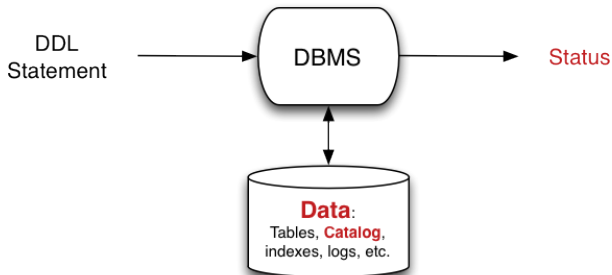 DDL
Statement
DBMS
Status
Data:
Tables, Catalog,
indexes, logs, etc.